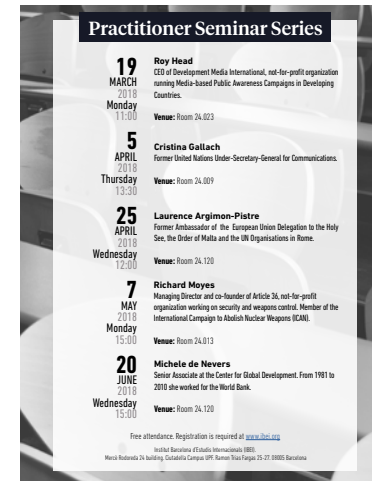 Practitioner Seminar Series
19
MARCH
2018
Monday
11:00
Roy Head
CEO of Development Media International, not-for-profit organization
running Media-based Public Awareness Campaigns in Developing
Countries.
Venue: Room 24.023
5
APRIL
2018
Thursday
13:30
Cristina Gallach
Former United Nations Under-Secretary-General for Communications.
Venue: Room 24.009
25
APRIL
2018
Wednesday
12:00
Laurence Argimon-Pistre
Former Ambassador of the European Union Delegation to the Holy
See, the Order of Malta and the UN Organisations in Rome.
Venue: Room 24.120
7
MAY
2018
Monday
15:00
Richard Moyes
Managing Director and co-founder of Article 36, not-for-profit
organization working on security and weapons control. Member of the
International Campaign to Abolish Nuclear Weapons (ICAN).
Venue: Room 24.013
20
JUNE
2018
Wednesday
15:00
Michele de Nevers
Senior Associate at the Center for Global Development. From 1981 to
2010 she worked for the World Bank.
Venue: Room 24.120
Free attendance. Registration is required at www.ibei.org
Institut Barcelona d'Estudis Internacionals (IBEI).
Mercè Rodoreda 24 building. Ciutadella Campus UPF. Ramon Trias Fargas 25-27. 08005 Barcelona